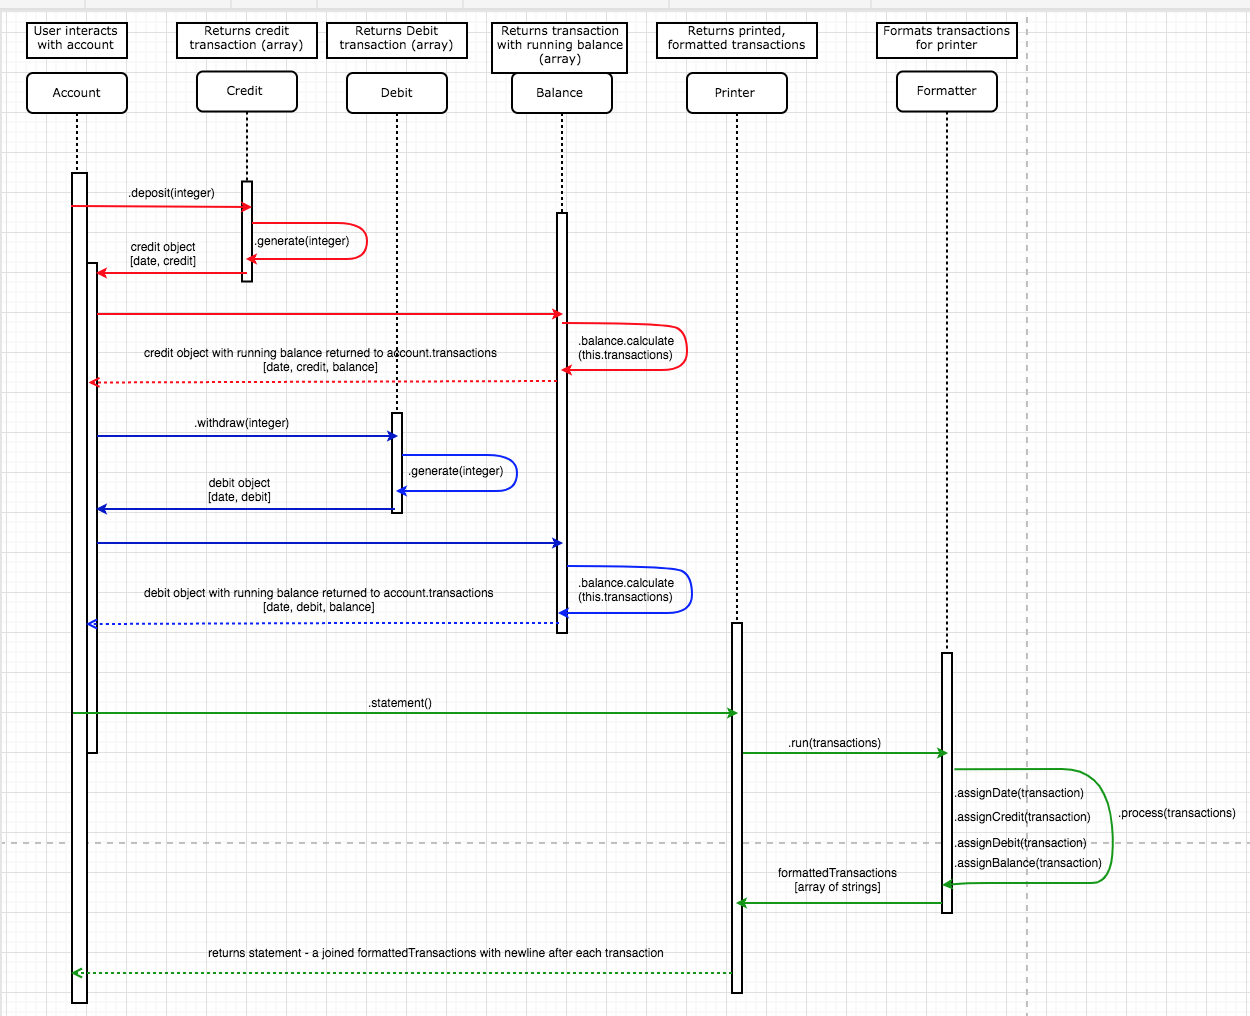 User interacts
with account
Returns credit
transaction (array)
Returns Debit
transaction (array)
Returns transaction
with running balance
(array)
Returns printed,
formatted transactions
Formats transactions
for printer
Account
Credit
Debit
Balance
Printer
Formatter
.deposit(integer)
.generate(integer)
credit object
[date, credit]
.balance.calculate
(this.transactions)
credit object with running balance returned to account.transactions
[date, credit, balance]
.withdraw(integer)
.generate(integer)
debit object
[date, debit]
.balance.calculate
(this.transactions)
debit object with running balance returned to account.transactions
[date, debit, balance]
.statement()
.run(transactions)
.assignDate(transaction)
.process(transactions)
.assignCredit(transaction)
.assignDebit(transaction)
.assignBalance(transaction)
formattedTransactions
[array of strings]
returns statement - a joined formattedTransactions with newline after each transaction